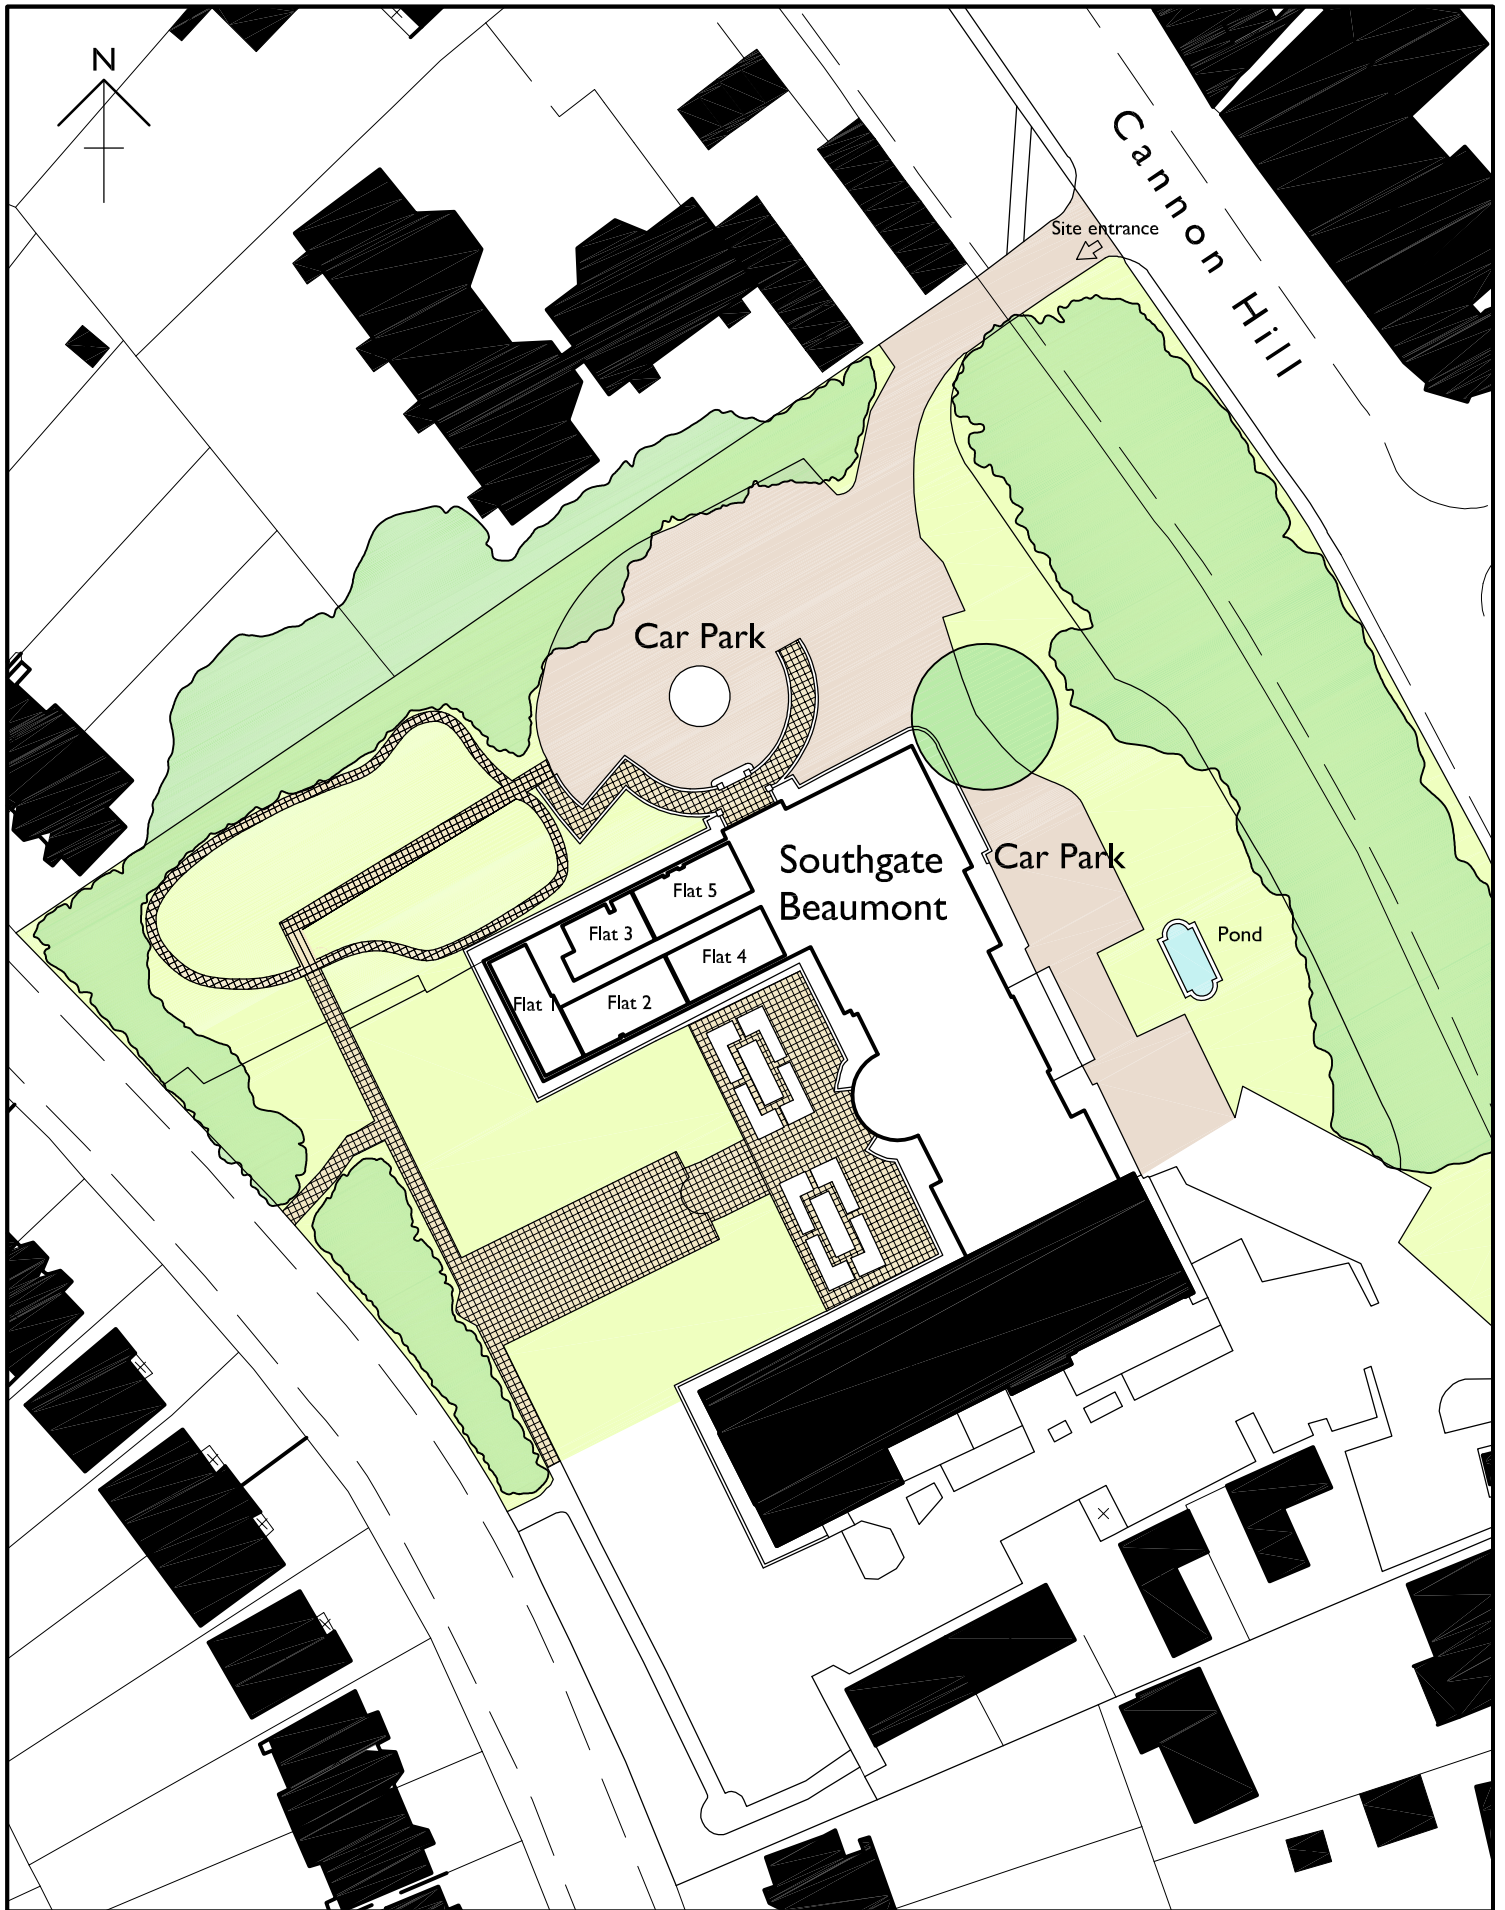 N
Cannon Hill
Site entrance
Car Park
Southgate
Beaumont
Car Park
Flat 5
Flat 3
Flat 4
Flat 1
Flat 2
Pond